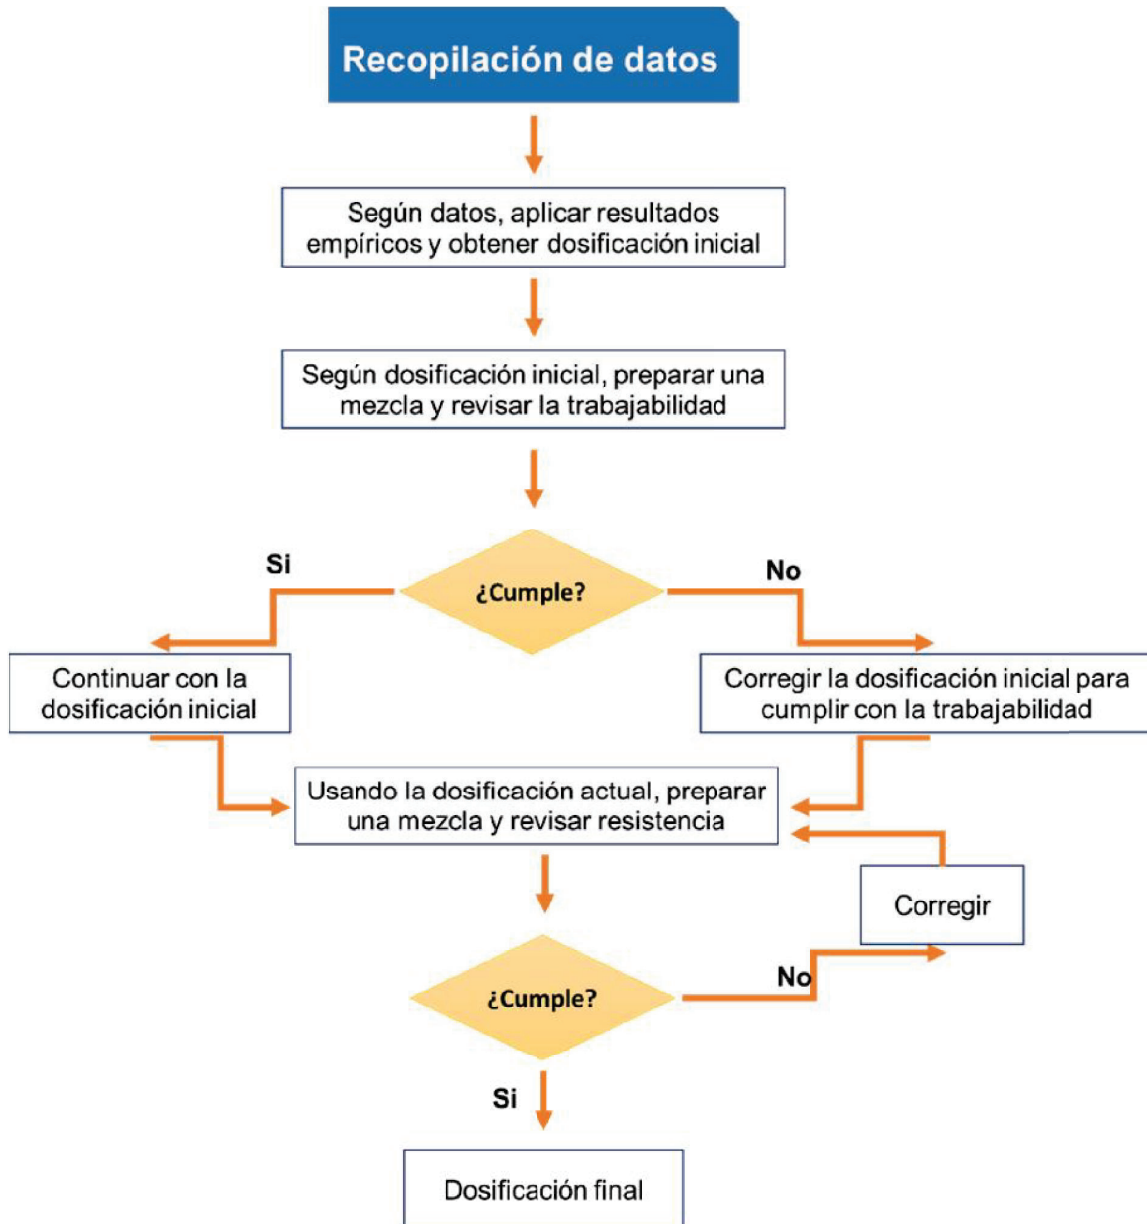 Recopilación de datos
Según datos, aplicar resultados
empíricos y obtener dosificación inicial
Según dosificación inicial, preparar una
mezcla y revisar la trabajabilidad
Si
No
¿Cumple?
Continuar con la
dosificación inicial
Corregir la dosificación inicial para
cumplir con la trabajabilidad
Usando la dosificación actual, preparar
una mezcla y revisar resistencia
Corregir
No
¿Cumple?
Si
Dosificación final